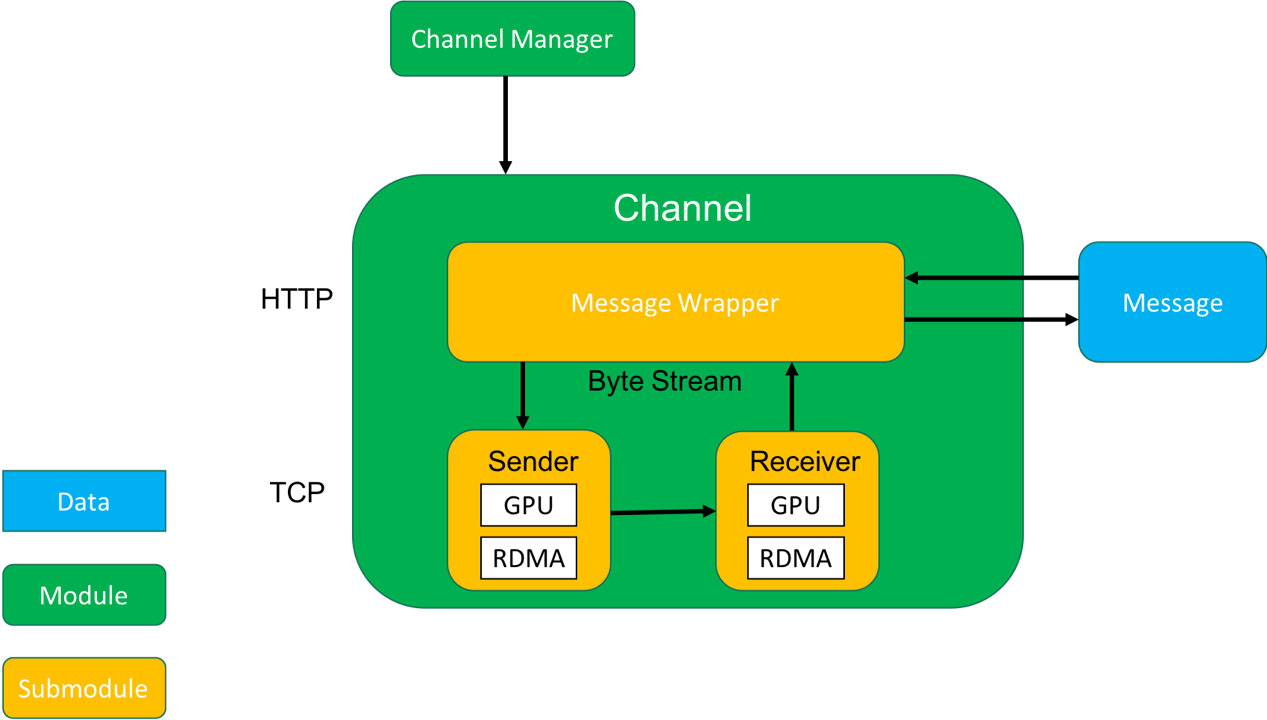 Channel Manager
Channel
HTTP
Message Wrapper
Message
Byte Stream
Sender
Receiver
TCP
GPU
GPU
RDMA
RDMA
Data
Module
Submodule